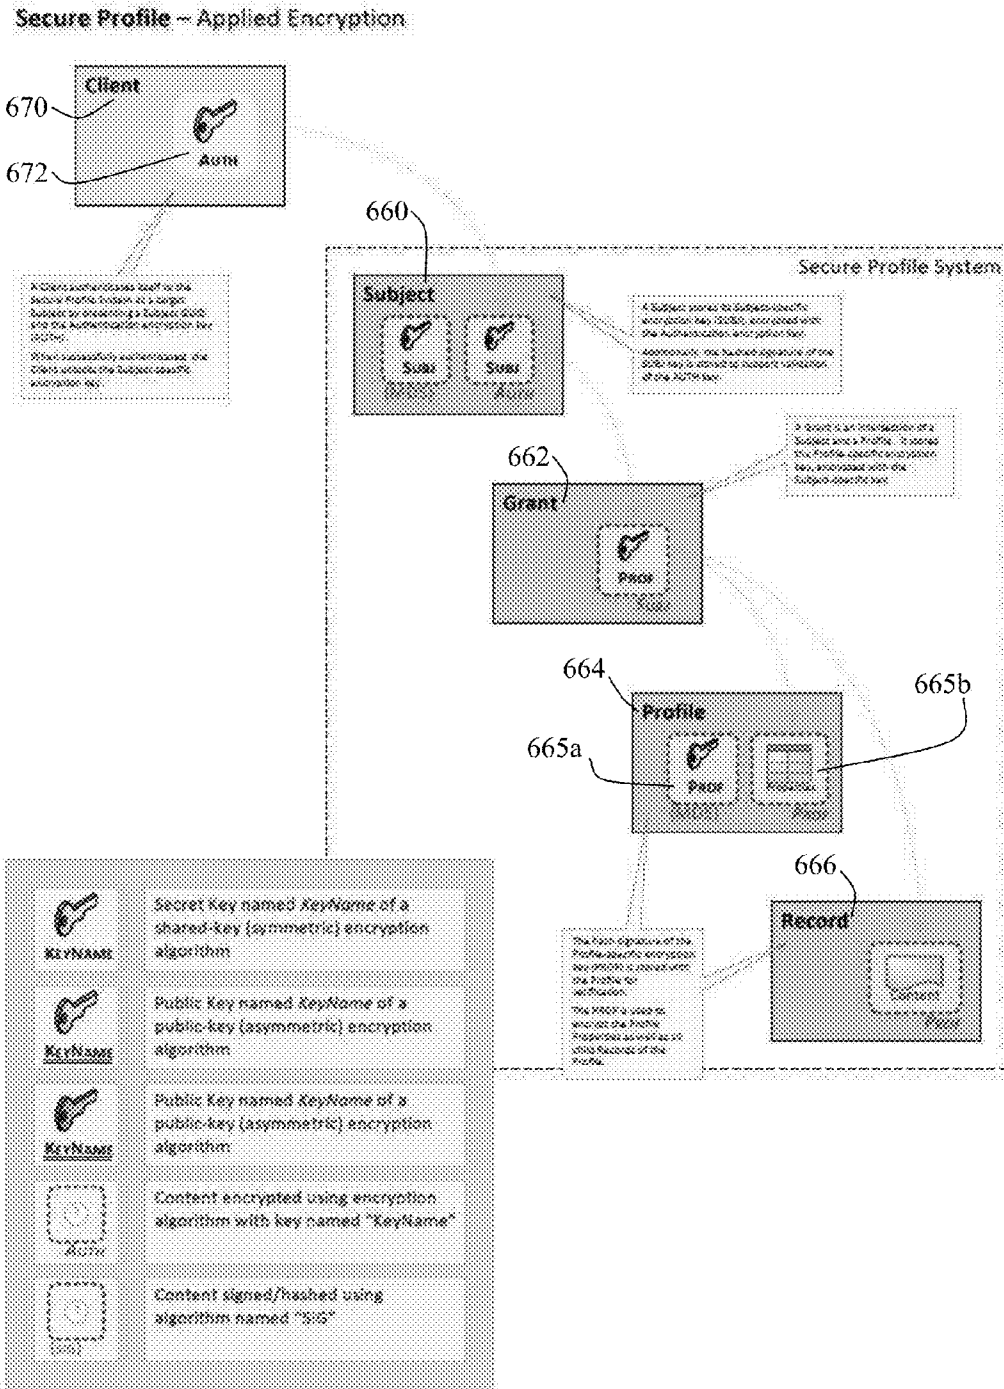 Secure Profile – Applied Encryption
Client
670
AUTH
672
660
Secure Profile System
Subject
SUBJ
SUBJ
AUTH
A Client authenticates itself to the
Secure Profile System as a target
Subject by presenting a Subject GUID
and the Authentication encryption key
(AUTH).
When successfully authenticated, the
Client unlocks the Subject-specific
encryption key.
A Subject stores its Subject-specific
encryption key (SUBJ), encrypted with
the Authentication encryption key.
Additionally, the hashed signature of the
SUBJ key is stored to support validation
of the AUTH key.
A Grant is an intersection of a
Subject and a Profile. It stores
the Profile-specific encryption
key, encrypted with the
Subject-specific key.
662
Grant
PROF
SUBJ
664
665b
Profile
665a
PROF
Properties
PROF
666
Record
Content
PROF
The hash signature of the
Profile-specific encryption
key (PROF) is stored with
the Profile for
verification.
The PROF is used to
encrypt the Profile
Properties as well as all
child Records of the
Profile.
KEYNAME
Secret Key named KeyName of a
shared-key (symmetric) encryption
algorithm
KEYNAME
Public Key named KeyName of a
public-key (asymmetric) encryption
algorithm
KEYNAME
Public Key named KeyName of a
public-key (asymmetric) encryption
algorithm
AUTH
Content encrypted using encryption
algorithm with key named "KeyName"
(SIG)
Content signed/hashed using
algorithm named "SIG"